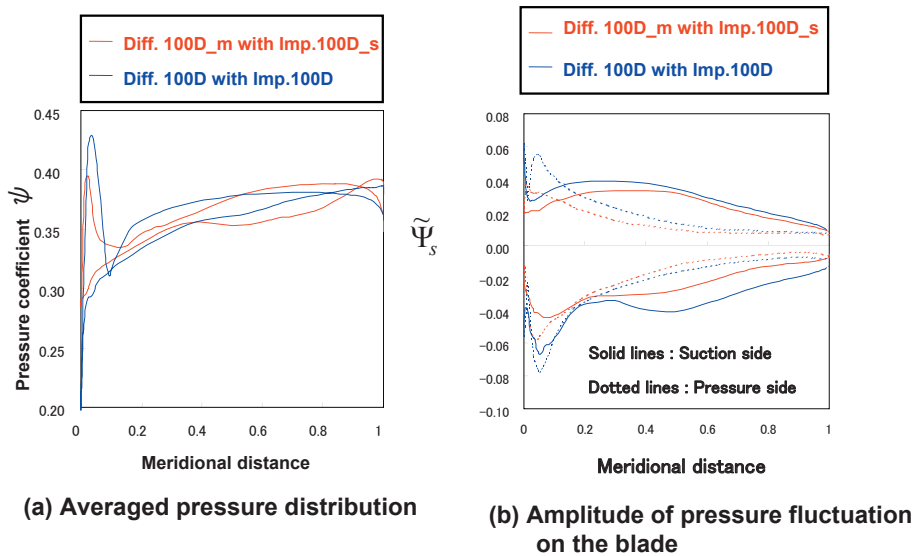 Diff. 100D_m with Imp.100D_s
Diff. 100D with Imp.100D
0.45
0.40
0.35
0.30
0.25
0.20
Pressure coefficient ψ
0
0.2
0.4
0.6
0.8
1
Meridional distance
(a) Averaged pressure distribution
Diff. 100D_m with Imp.100D_s
Diff. 100D with Imp.100D
0.08
0.06
0.04
0.02
0.00
-0.02
-0.04
-0.06
-0.08
-0.10
Ψ̃s
Solid lines : Suction side
Dotted lines : Pressure side
0
0.2
0.4
0.6
0.8
1
Meridional distance
(b) Amplitude of pressure fluctuation
on the blade